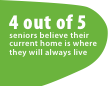 4 out of 5
seniors believe their
current home is where
they will always live